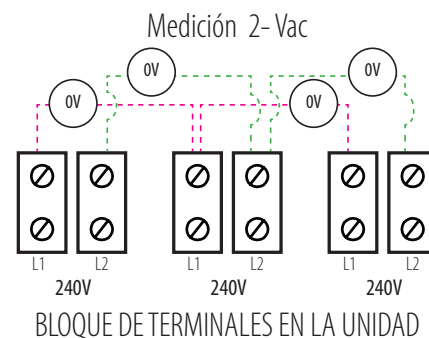 Medición 2- Vac
0V 0V
0V 0V
L1 L2 L1 L2 L1 L2
240V 240V 240V
BLOQUE DE TERMINALES EN LA UNIDAD